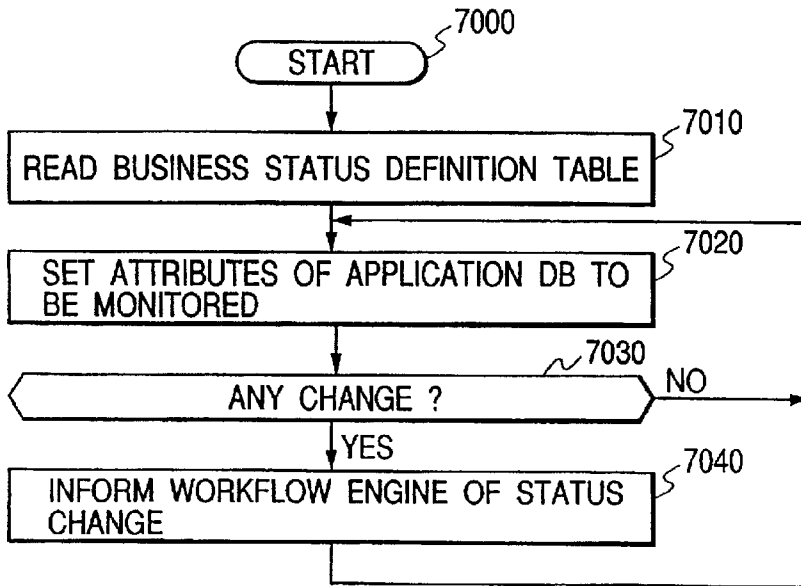 7000
START
7010
READ BUSINESS STATUS DEFINITION TABLE
7020
SET ATTRIBUTES OF APPLICATION DB TO
BE MONITORED
7030
ANY CHANGE ?
NO
YES
7040
INFORM WORKFLOW ENGINE OF STATUS
CHANGE